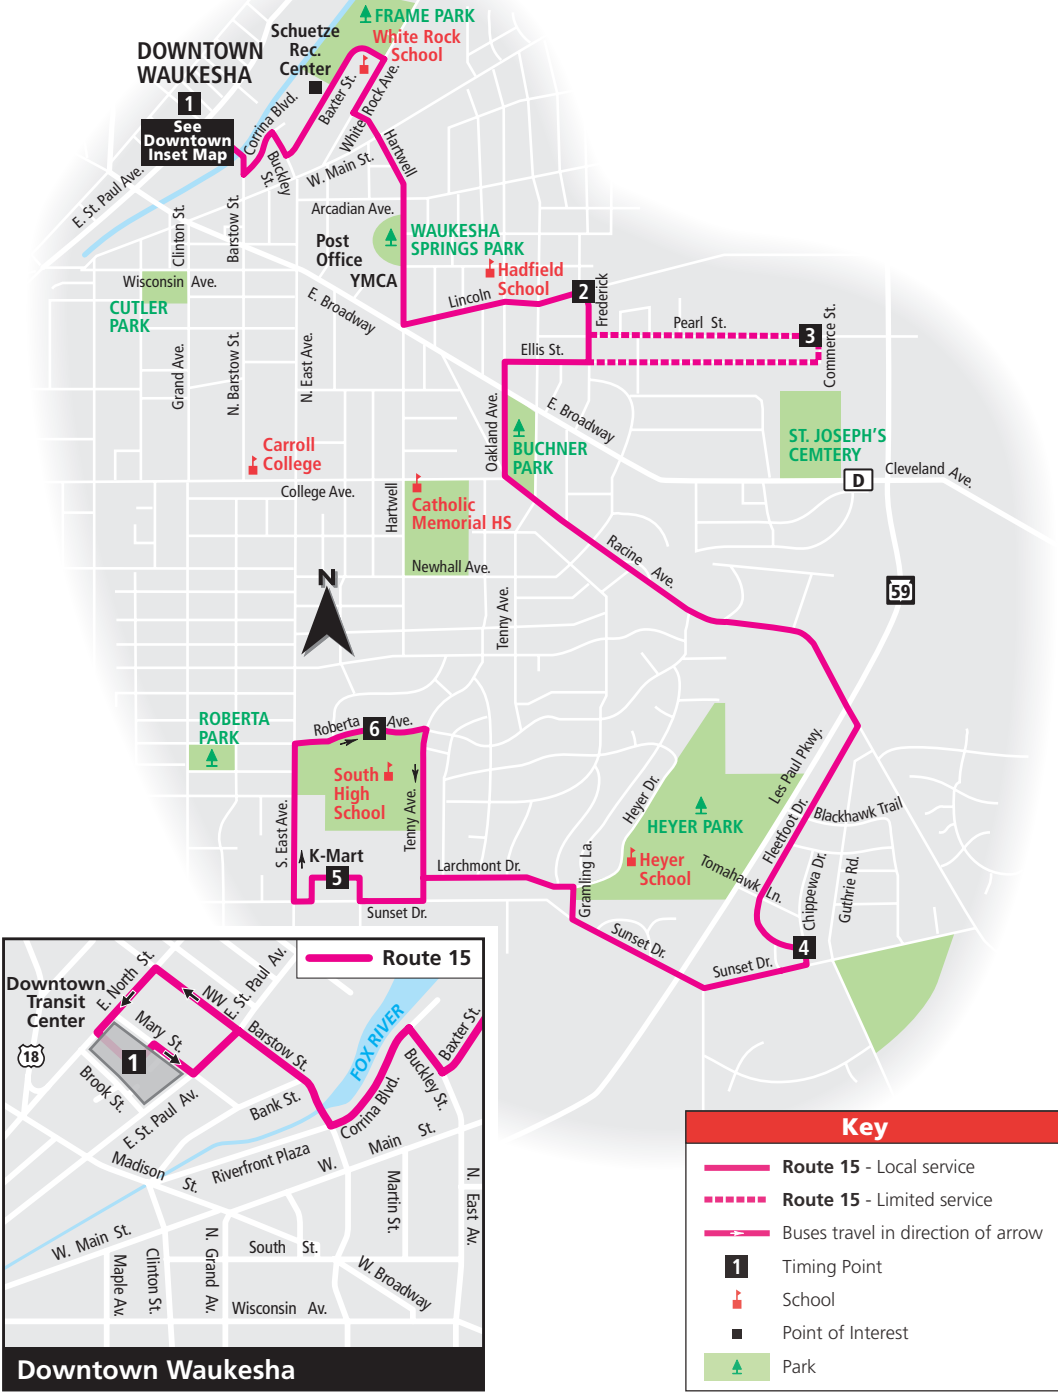 FRAME PARK
Schuetze
Rec.
Center
White Rock
School
DOWNTOWN
WAUKESHA
1
See
Downtown
Inset Map
Corrina Blvd.
Baxter St.
White Rock Ave.
Buckley
St.
W. Main St.
Hartwell
E. St. Paul Ave.
Clinton St.
Barstow St.
Arcadian Ave.
Post
Office
YMCA
WAUKESHA
SPRINGS PARK
Hadfield
School
Wisconsin Ave.
CUTLER
PARK
E. Broadway
Lincoln
2
Frederick
Pearl St.
3
Commerce St.
Ellis St.
Grand Ave.
N. Barstow St.
N. East Ave.
Oakland Ave.
E. Broadway
BUCHNER
PARK
ST. JOSEPH'S
CEMTERY
D
Cleveland Ave.
Carroll
College
College Ave.
Hartwell
Catholic
Memorial HS
Newhall Ave.
Racine Ave.
59
N
Tenny Ave.
ROBERTA
PARK
Roberta Ave.
6
South
High
School
S. East Ave.
Tenny Ave.
K-Mart
5
Sunset Dr.
Larchmont Dr.
Gramling La.
Heyer Dr.
HEYER PARK
Heyer
School
Les Paul Pkwy.
Fleetfoot Dr.
Blackhawk Trail
Tomahawk Ln.
Chippewa Dr.
Guthrie Rd.
4
Sunset Dr.
Sunset Dr.
Route 15
Downtown
Transit
Center
E. North St.
NW
E. St. Paul Av.
Barstow St.
Mary St.
18
1
Brook St.
E. St. Paul Av.
Bank St.
FOX RIVER
Corrina Blvd.
Buckley St.
Baxter St.
Madison St.
Riverfront Plaza
W. Main St.
W. Main St.
Maple Av.
Clinton St.
N. Grand Av.
South St.
Martin St.
N. East Av.
W. Broadway
Wisconsin Av.
Downtown Waukesha
Key
Route 15 - Local service
Route 15 - Limited service
Buses travel in direction of arrow
1 Timing Point
School
Point of Interest
Park